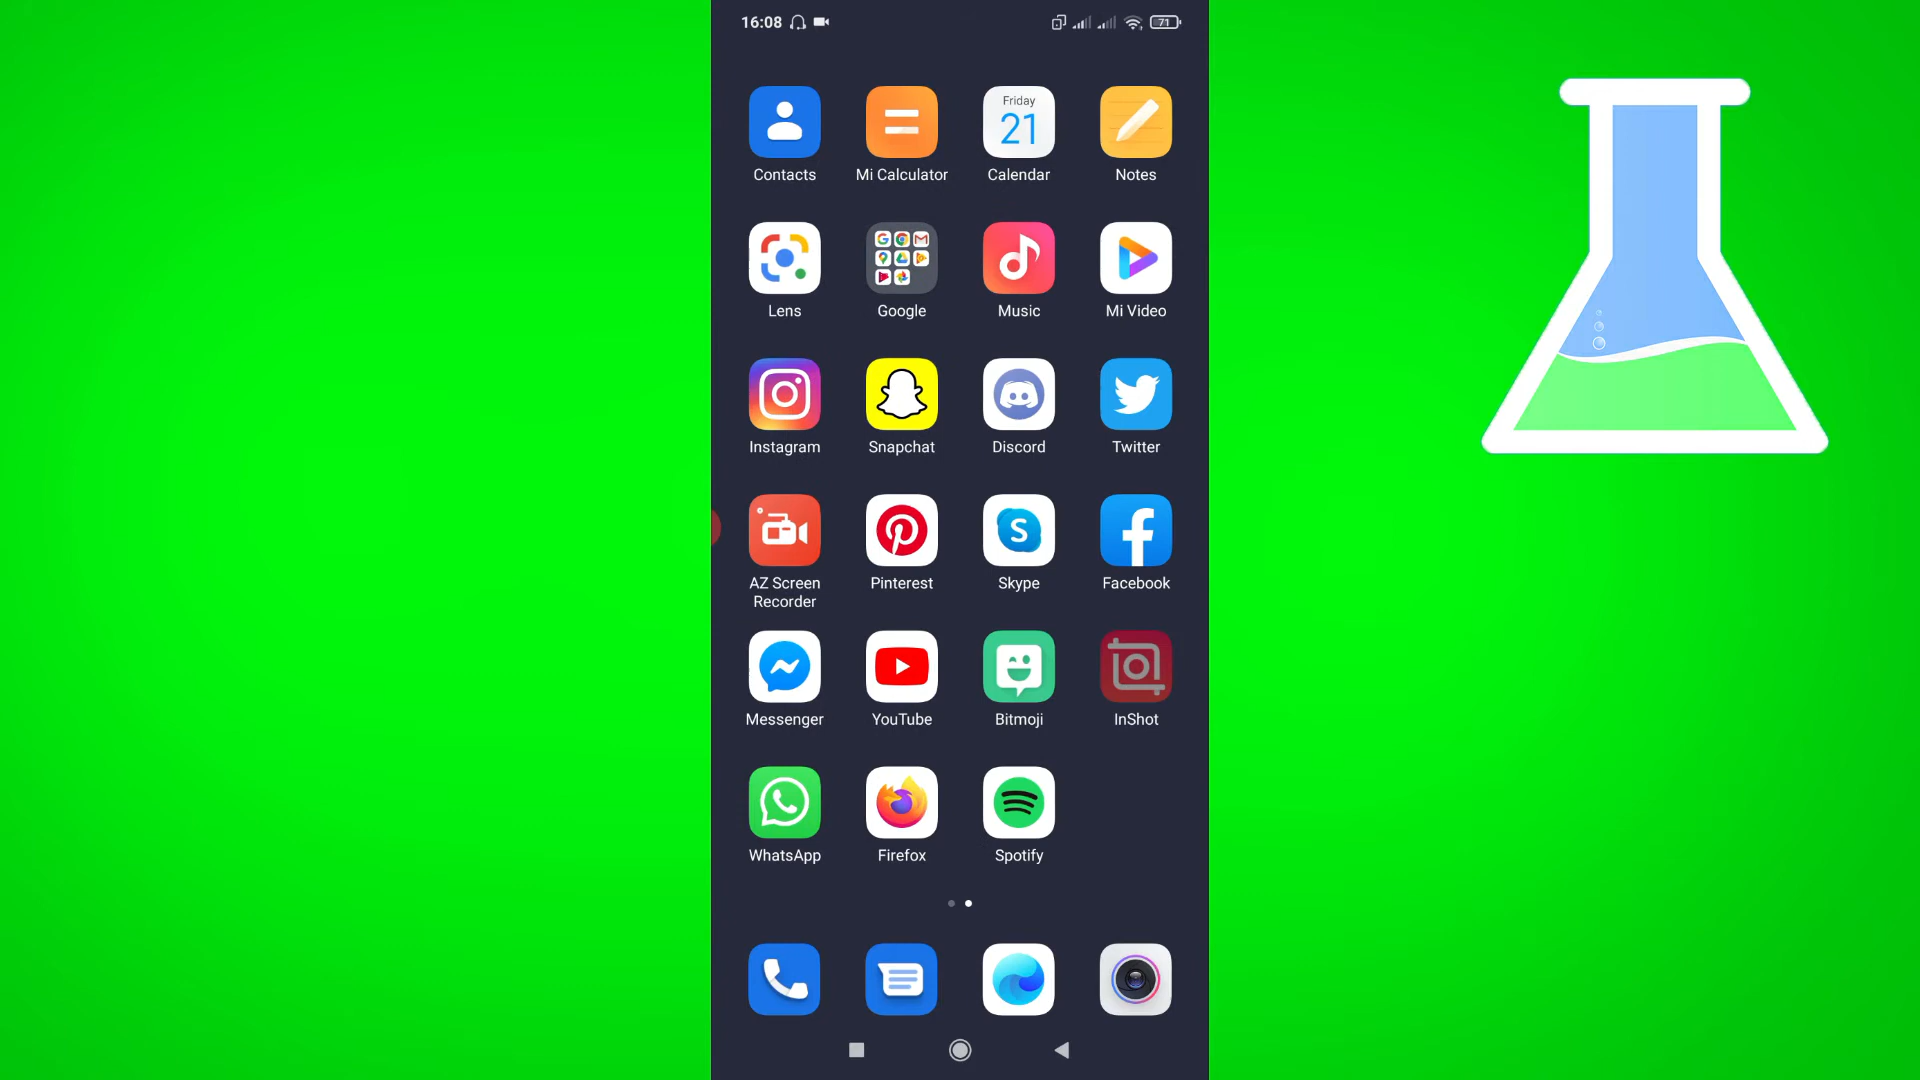 16:08
71
Friday
21
Contacts
Mi Calculator
Calendar
Notes
Lens
Google
Music
Mi Video
Instagram
Snapchat
Discord
Twitter
AZ Screen
Recorder
Pinterest
Skype
Facebook
Messenger
YouTube
Bitmoji
InShot
WhatsApp
Firefox
Spotify